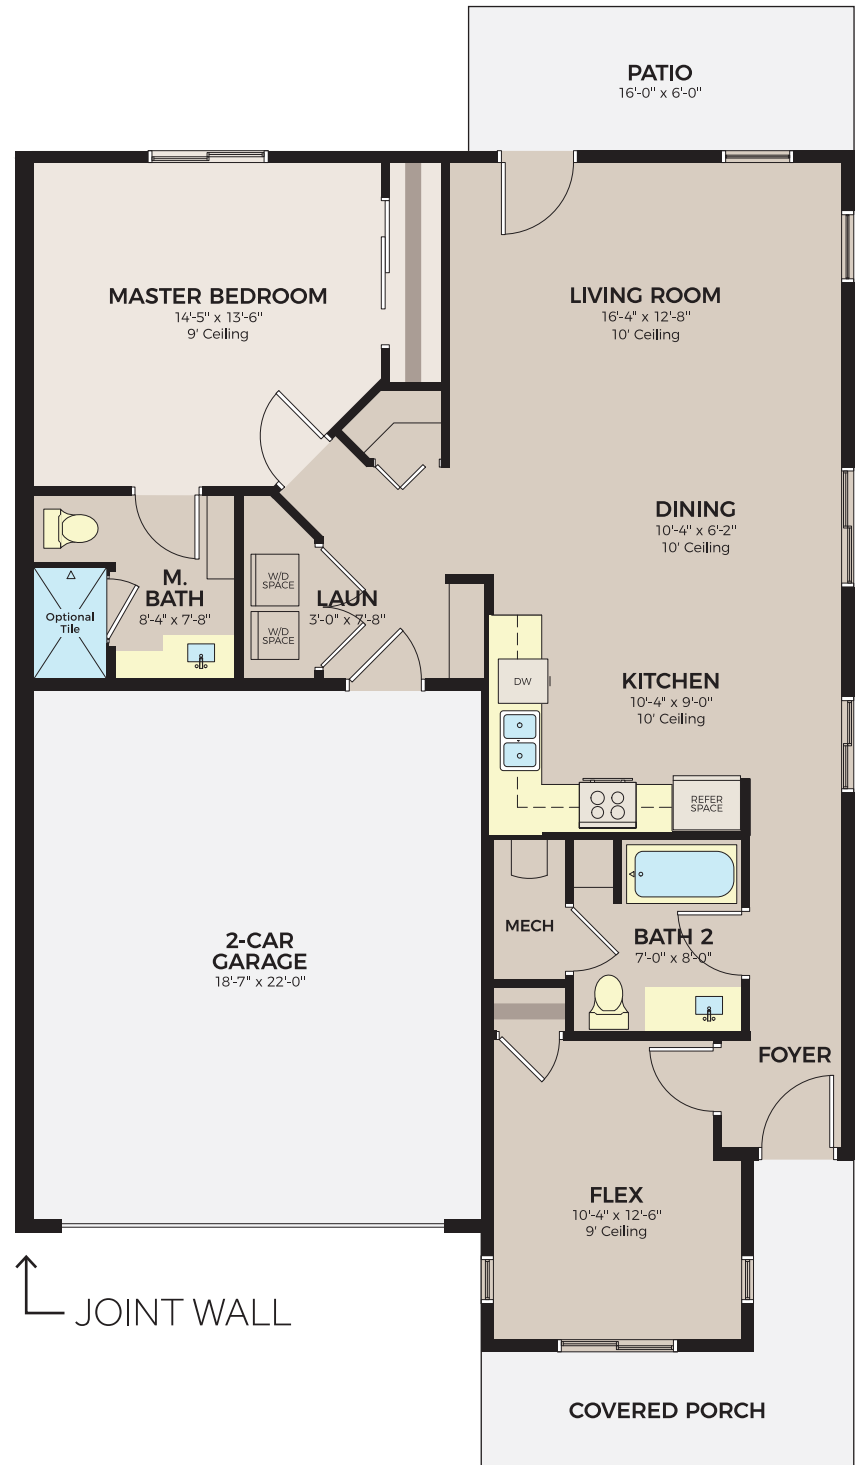 PATIO
16'-0" x 6'-0"
MASTER BEDROOM
14'-5" x 13'-6"
9' Ceiling
LIVING ROOM
16'-4" x 12'-8"
10' Ceiling
DINING
10'-4" x 6'-2"
10' Ceiling
M.
BATH
8'-4" x 7'-8"
Optional
Tile
W/D
SPACE
W/D
SPACE
LAUN
3'-0" x 7'-8"
DW
KITCHEN
10'-4" x 9'-0"
10' Ceiling
REFER
SPACE
2-CAR
GARAGE
18'-7" x 22'-0"
MECH
BATH 2
7'-0" x 8'-0"
FOYER
FLEX
10'-4" x 12'-6"
9' Ceiling
JOINT WALL
COVERED PORCH